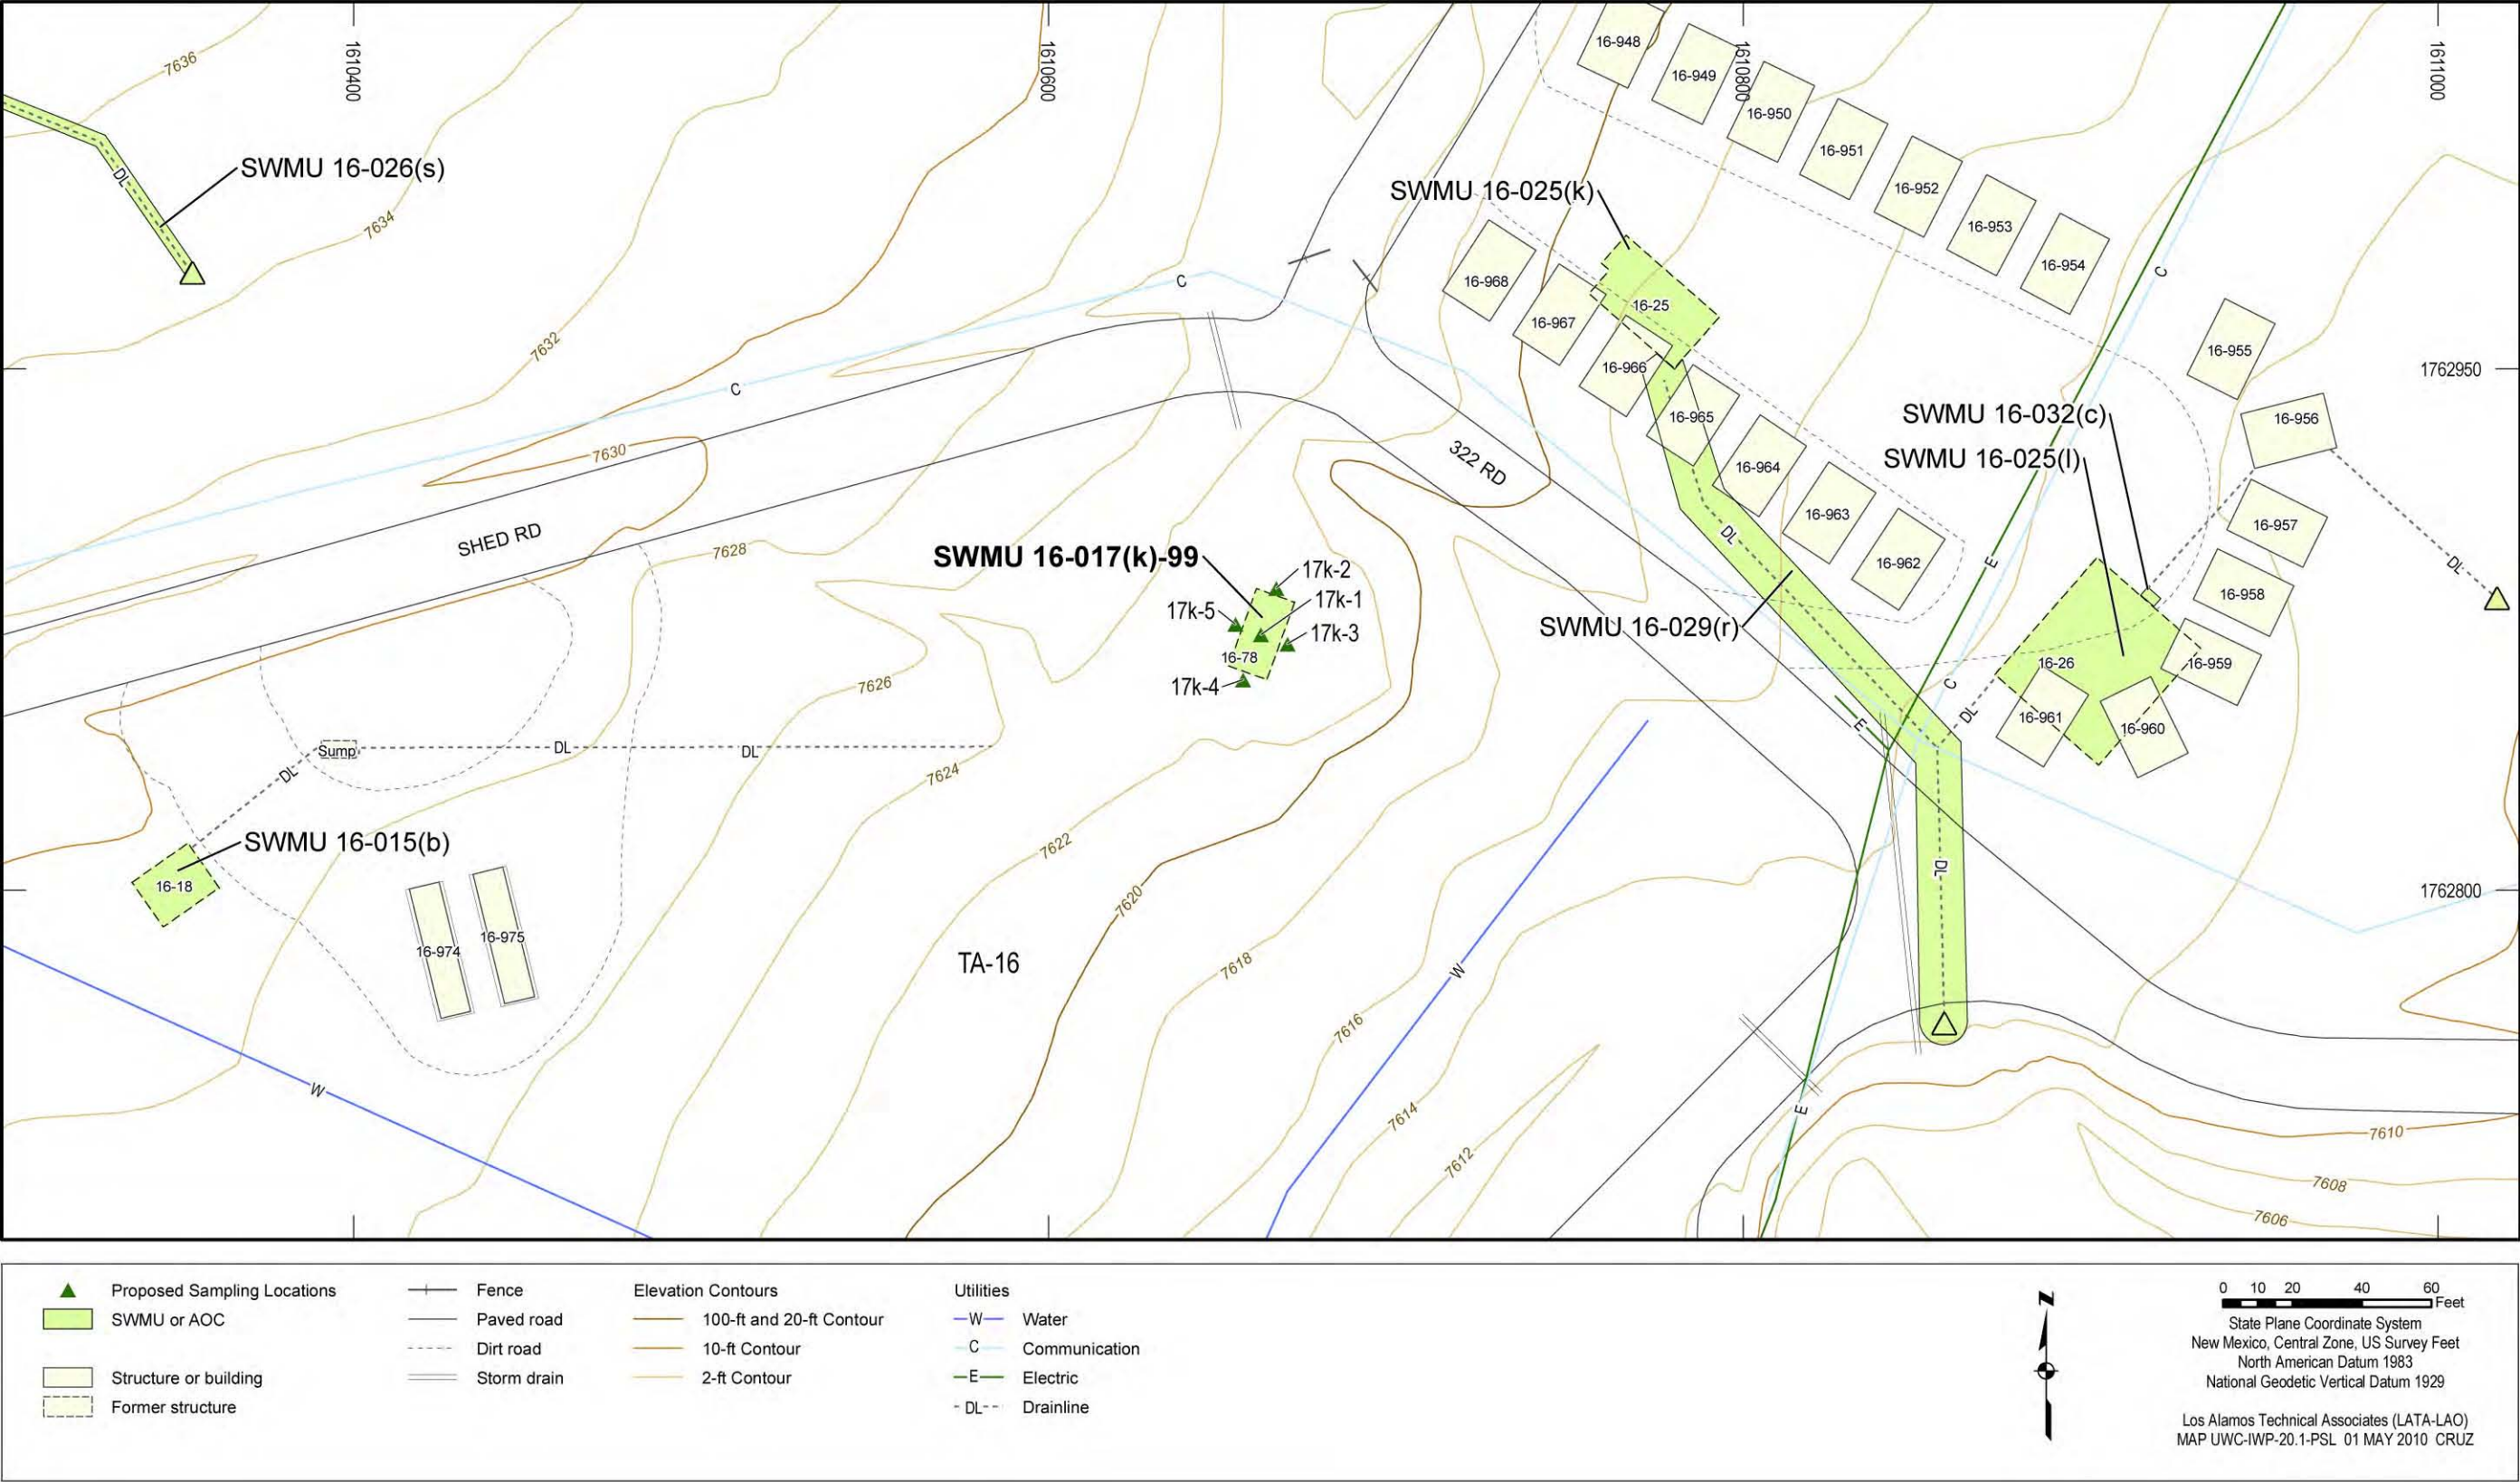 1610400
1610600
1610800
1611000
7636
SWMU 16-026(s)
DL
7634
7632
C
C
7630
SHED RD
7628
16-948
16-949
16-950
16-951
16-952
16-953
16-954
16-955
16-956
16-957
16-958
16-959
16-960
16-961
16-962
16-963
16-964
16-965
16-966
16-967
16-968
SWMU 16-025(k)
16-25
C
1762950
SWMU 16-032(c)
SWMU 16-025(l)
322 RD
DL
E
DL
SWMU 16-017(k)-99
17k-2
17k-1
17k-5
17k-3
16-78
17k-4
SWMU 16-029(r)
16-26
C
DL
E
7626
Sump
DL
DL
DL
7624
SWMU 16-015(b)
16-18
7622
16-974
16-975
7620
TA-16
7618
W
DL
1762800
7616
W
7614
E
7612
7610
7608
7606
Proposed Sampling Locations
SWMU or AOC
Structure or building
Former structure
Fence
Paved road
Dirt road
Storm drain
Elevation Contours
100-ft and 20-ft Contour
10-ft Contour
2-ft Contour
Utilities
W Water
C Communication
E Electric
DL Drainline
N
0 10 20 40 60
Feet
State Plane Coordinate System
New Mexico, Central Zone, US Survey Feet
North American Datum 1983
National Geodetic Vertical Datum 1929
Los Alamos Technical Associates (LATA-LAO)
MAP UWC-IWP-20.1-PSL 01 MAY 2010 CRUZ